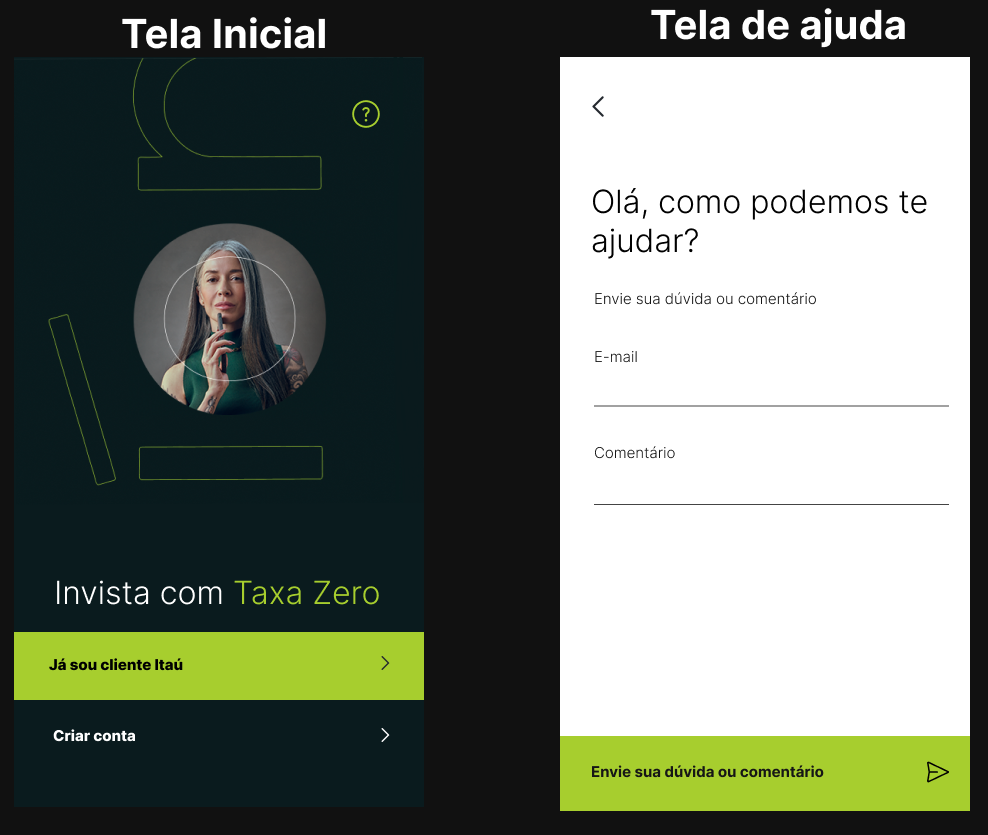 Tela Inicial
?
Invista com Taxa Zero
Já sou cliente Itaú
Criar conta
Tela de ajuda
Olá, como podemos te
ajudar?
Envie sua dúvida ou comentário
E-mail
Comentário
Envie sua dúvida ou comentário